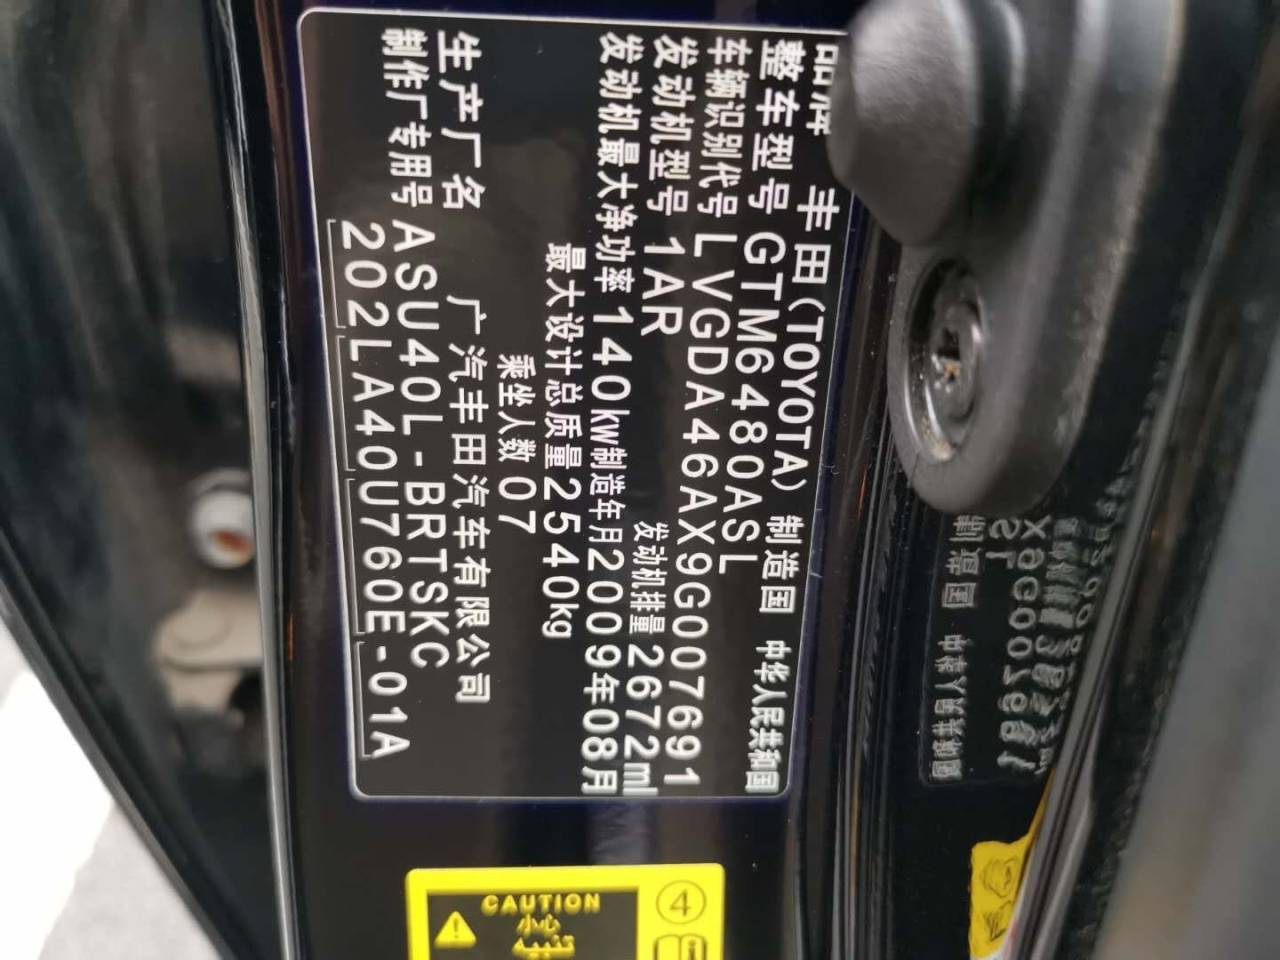 品牌 丰田(TOYOTA) 制造国 中华人民共和国
整车型号 GTM6480ASL
车辆识别代号 LVGDA46AX9G007691
发动机型号 1AR 发动机排量 2672ml
发动机最大净功率 140kw 制造年月 2009年08月
最大设计总质量 2540kg
乘坐人数 07
生产厂名 广汽丰田汽车有限公司
制作厂专用号 ASU40L-BRTSKC
202LA40U760E-01A
CAUTION
小心
تنبيه
4